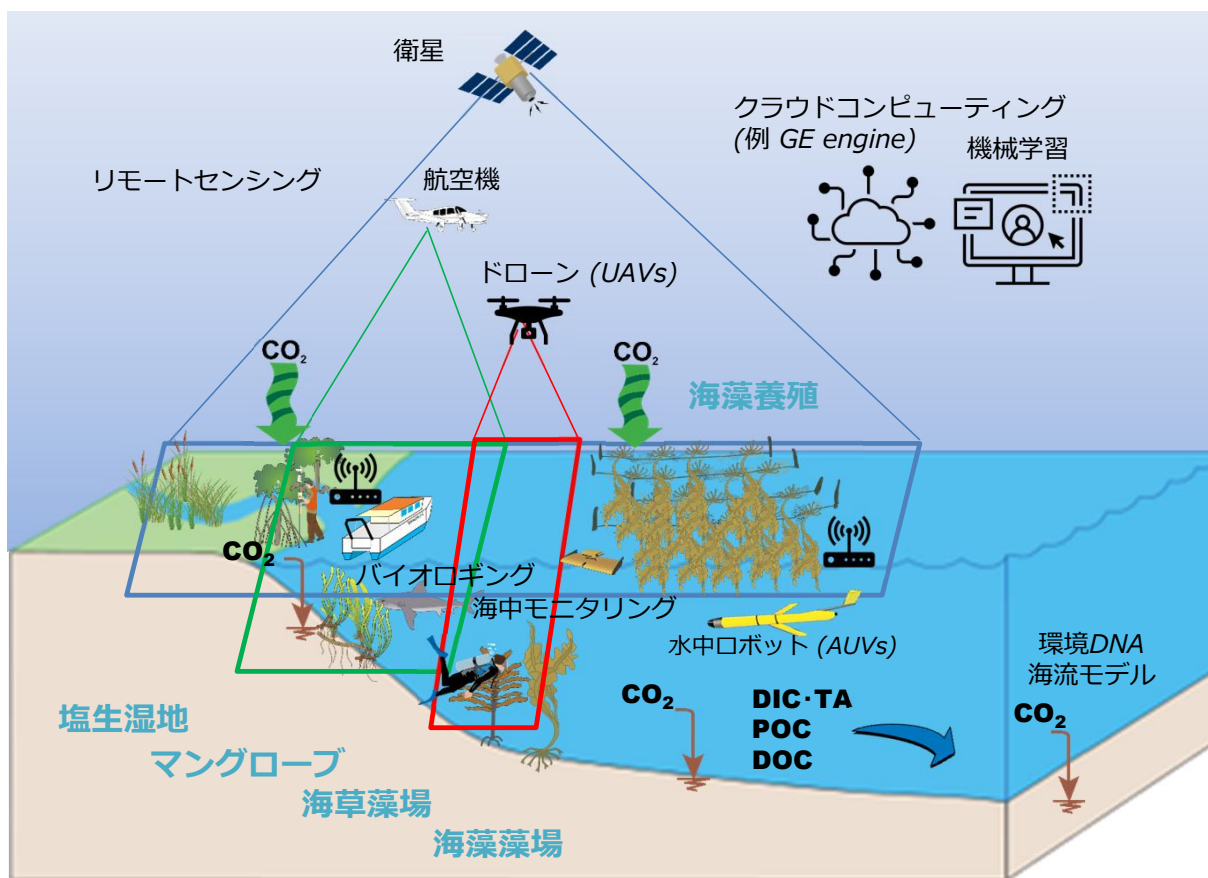 衛星
クラウドコンピューティング
(例 GE engine)
機械学習
リモートセンシング
航空機
ドローン (UAVs)
CO₂
CO₂
海藻養殖
CO₂
バイオロギング
海中モニタリング
水中ロボット (AUVs)
環境DNA
海流モデル
CO₂
DIC･TA
POC
DOC
CO₂
塩生湿地
マングローブ
海草藻場
海藻藻場